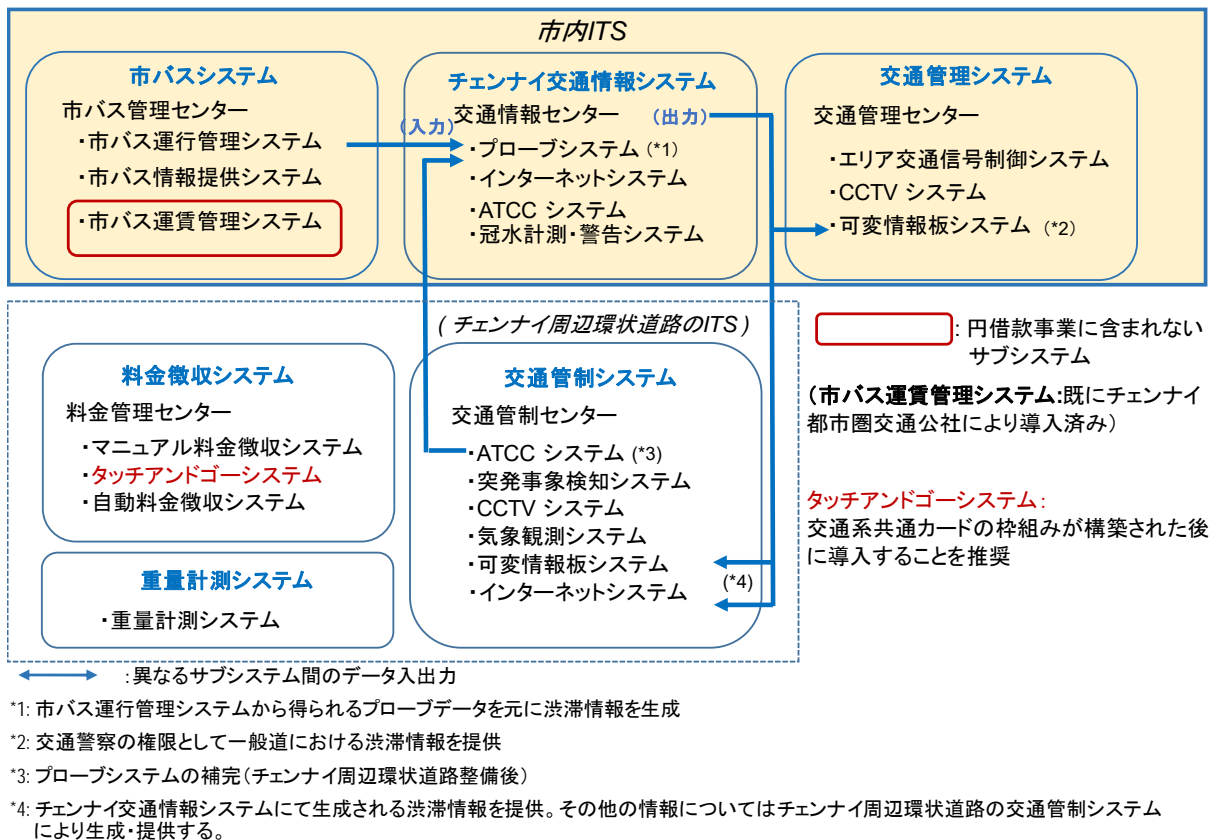 市内ITS
市バスシステム
市バス管理センター
・市バス運行管理システム
・市バス情報提供システム
・市バス運賃管理システム
(入力)
チェンナイ交通情報システム
交通情報センター
(出力)
・プローブシステム (*1)
・インターネットシステム
・ATCC システム
・冠水計測・警告システム
交通管理システム
交通管理センター
・エリア交通信号制御システム
・CCTV システム
・可変情報板システム (*2)
( チェンナイ周辺環状道路のITS )
料金徴収システム
料金管理センター
・マニュアル料金徴収システム
・タッチアンドゴーシステム
・自動料金徴収システム
重量計測システム
・重量計測システム
交通管制システム
交通管制センター
・ATCC システム (*3)
・突発事象検知システム
・CCTV システム
・気象観測システム
・可変情報板システム
・インターネットシステム
(*4)
: 円借款事業に含まれない
サブシステム
(市バス運賃管理システム:既にチェンナイ
都市圏交通公社により導入済み)
タッチアンドゴーシステム:
交通系共通カードの枠組みが構築された後
に導入することを推奨
:異なるサブシステム間のデータ入出力
*1: 市バス運行管理システムから得られるプローブデータを元に渋滞情報を生成
*2: 交通警察の権限として一般道における渋滞情報を提供
*3: プローブシステムの補完(チェンナイ周辺環状道路整備後)
*4: チェンナイ交通情報システムにて生成される渋滞情報を提供。その他の情報についてはチェンナイ周辺環状道路の交通管制システム
により生成・提供する。